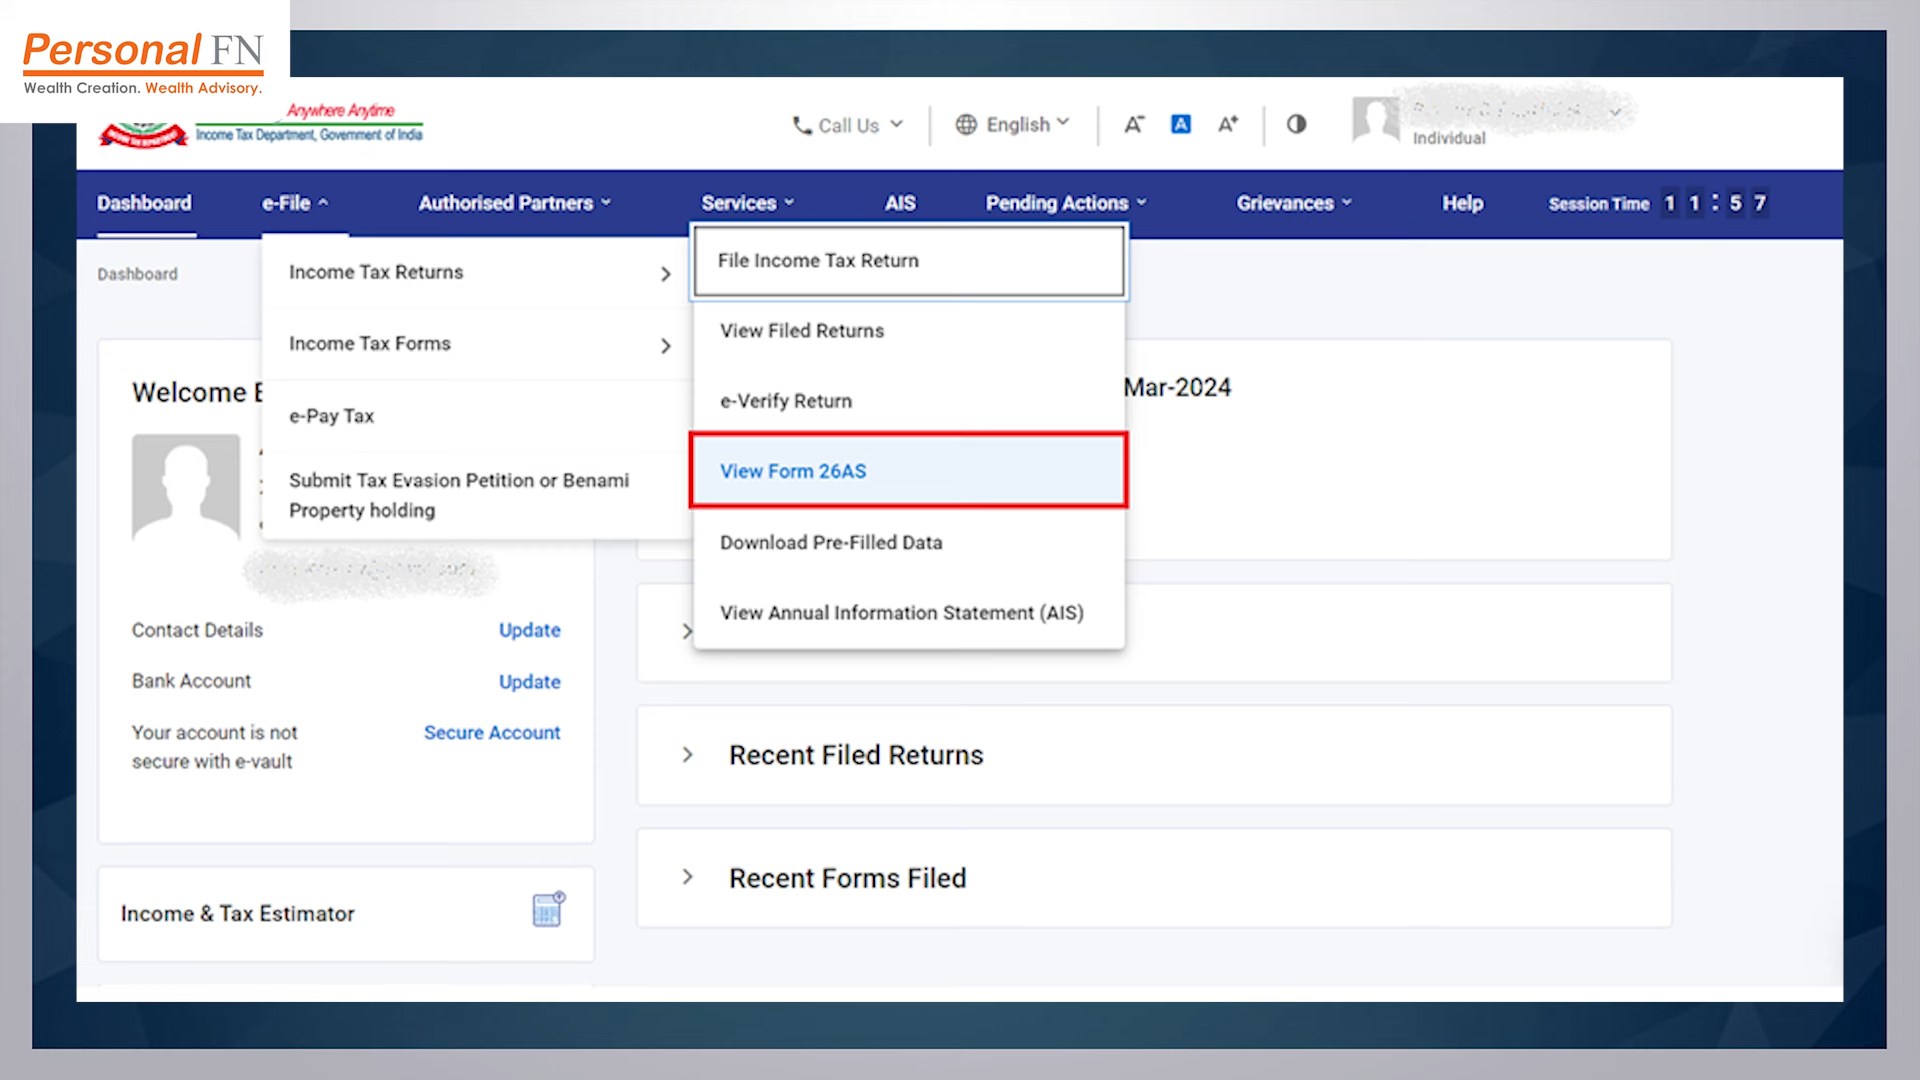 Personal FN
Wealth Creation. Wealth Advisory.
Anywhere Anytime
Income Tax Department, Government of India
Call Us
English
A-
A
A+
Individual
Dashboard
e-File
Authorised Partners
Services
AIS
Pending Actions
Grievances
Help
Session Time 1 1 : 5 7
Dashboard
Income Tax Returns
Income Tax Forms
e-Pay Tax
Submit Tax Evasion Petition or Benami
Property holding
File Income Tax Return
View Filed Returns
e-Verify Return
View Form 26AS
Download Pre-Filled Data
View Annual Information Statement (AIS)
Welcome
Mar-2024
Contact Details
Update
Bank Account
Update
Your account is not
secure with e-vault
Secure Account
Income & Tax Estimator
Recent Filed Returns
Recent Forms Filed